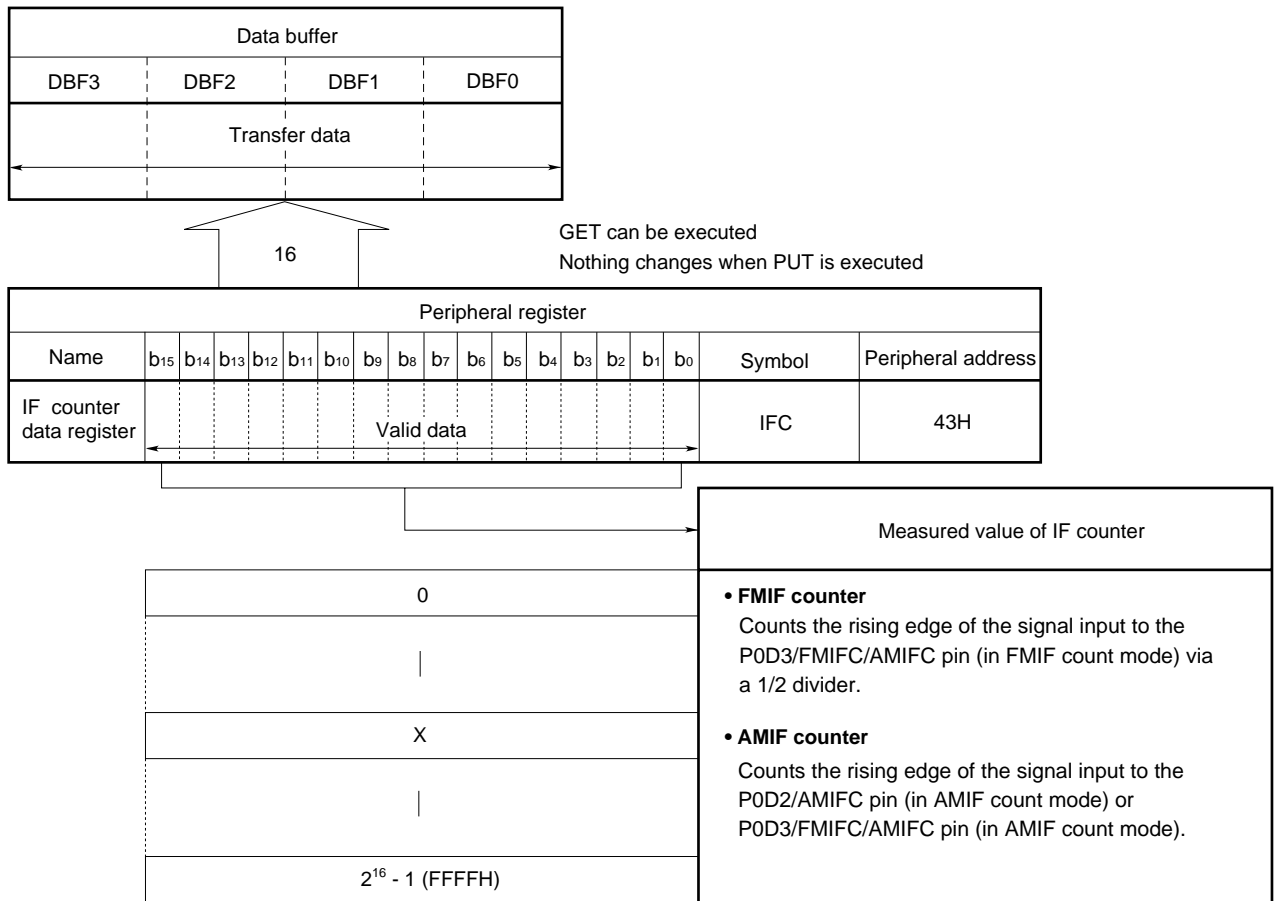 Data buffer
DBF3 DBF2 DBF1 DBF0
Transfer data
16
GET can be executed
Nothing changes when PUT is executed
Peripheral register
Name b15 b14 b13 b12 b11 b10 b9 b8 b7 b6 b5 b4 b3 b2 b1 b0 Symbol Peripheral address
IF counter
data register
Valid data
IFC
43H
Measured value of IF counter
0
X
2^16 - 1 (FFFFH)
• FMIF counter
Counts the rising edge of the signal input to the
P0D3/FMIFC/AMIFC pin (in FMIF count mode) via
a 1/2 divider.
• AMIF counter
Counts the rising edge of the signal input to the
P0D2/AMIFC pin (in AMIF count mode) or
P0D3/FMIFC/AMIFC pin (in AMIF count mode).